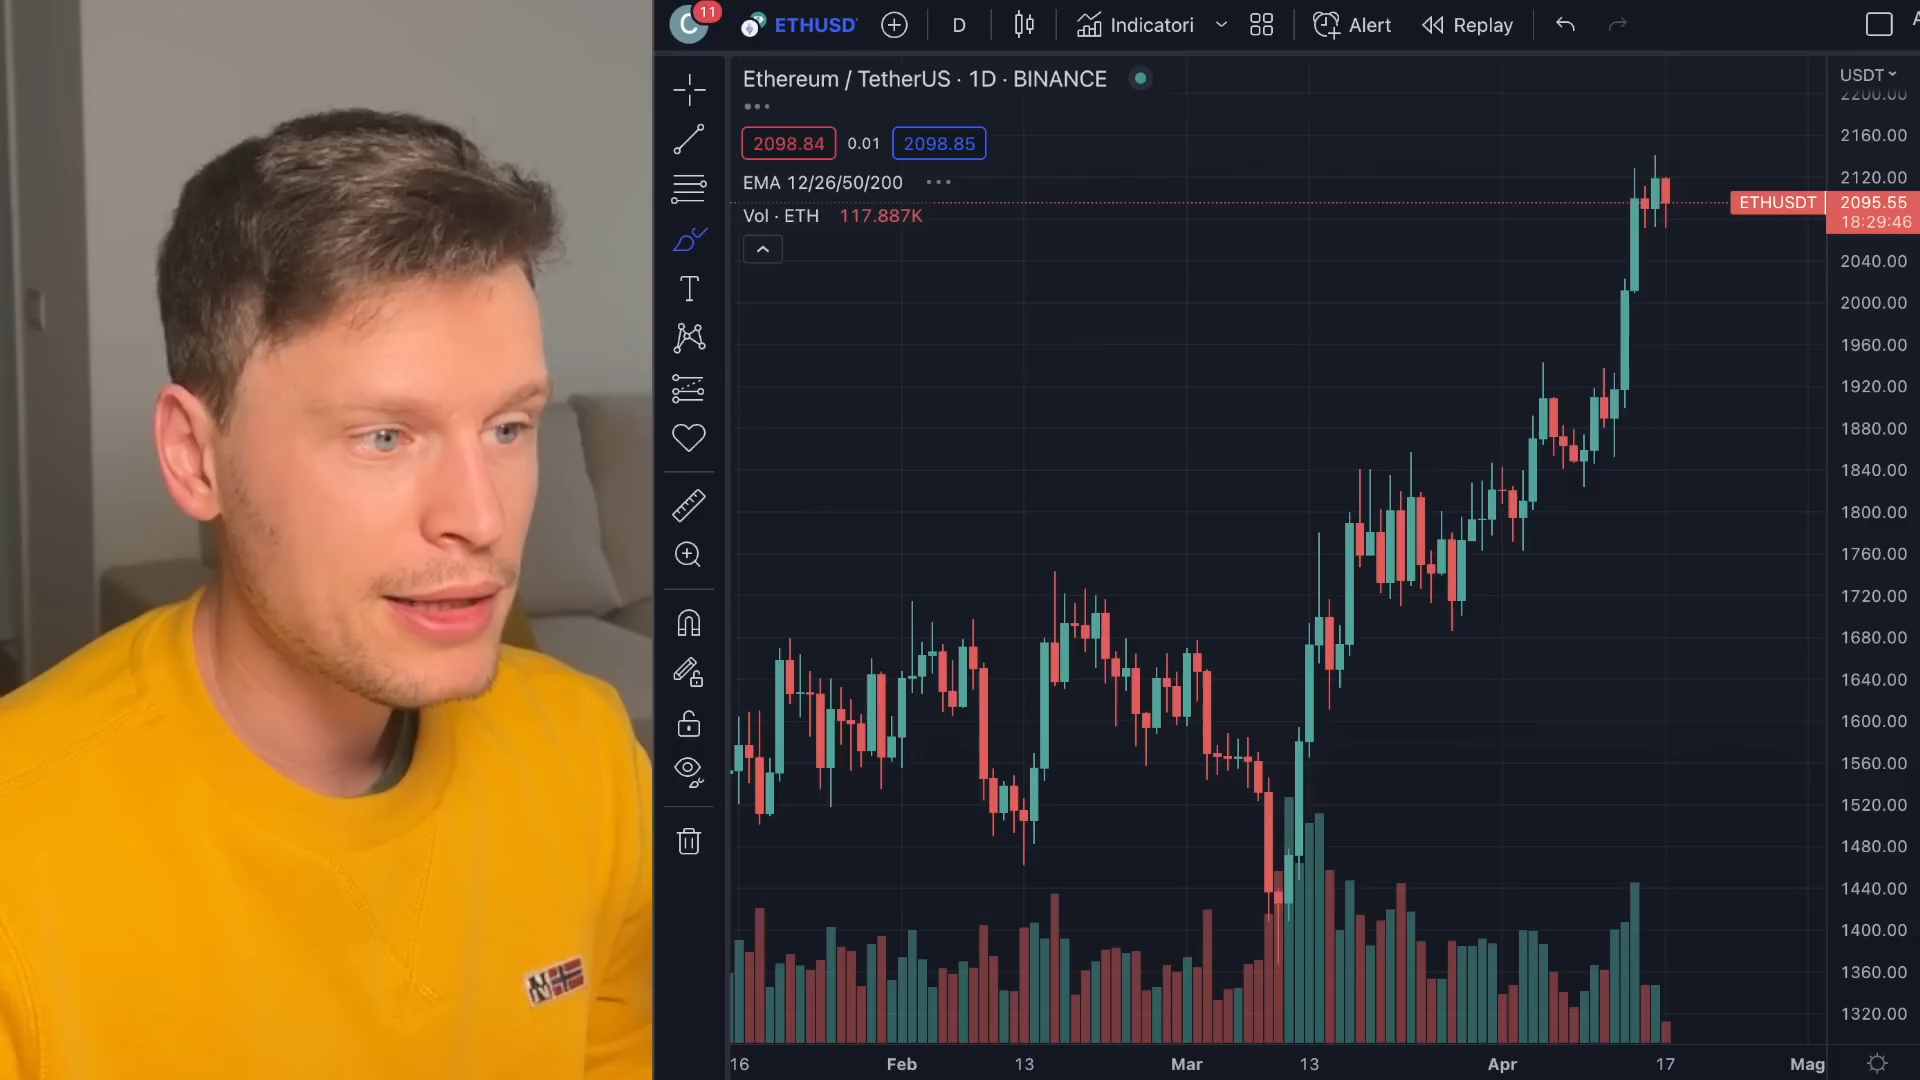 C 11 ETHUSD D Indicatori Alert Replay
Ethereum / TetherUS · 1D · BINANCE
2098.84 0.01 2098.85
EMA 12/26/50/200
Vol · ETH 117.887K
USDT
2200.00
2160.00
2120.00
ETHUSDT 2095.55
18:29:46
2040.00
2000.00
1960.00
1920.00
1880.00
1840.00
1800.00
1760.00
1720.00
1680.00
1640.00
1600.00
1560.00
1520.00
1480.00
1440.00
1400.00
1360.00
1320.00
16 Feb 13 Mar 13 Apr 17 Mag
N